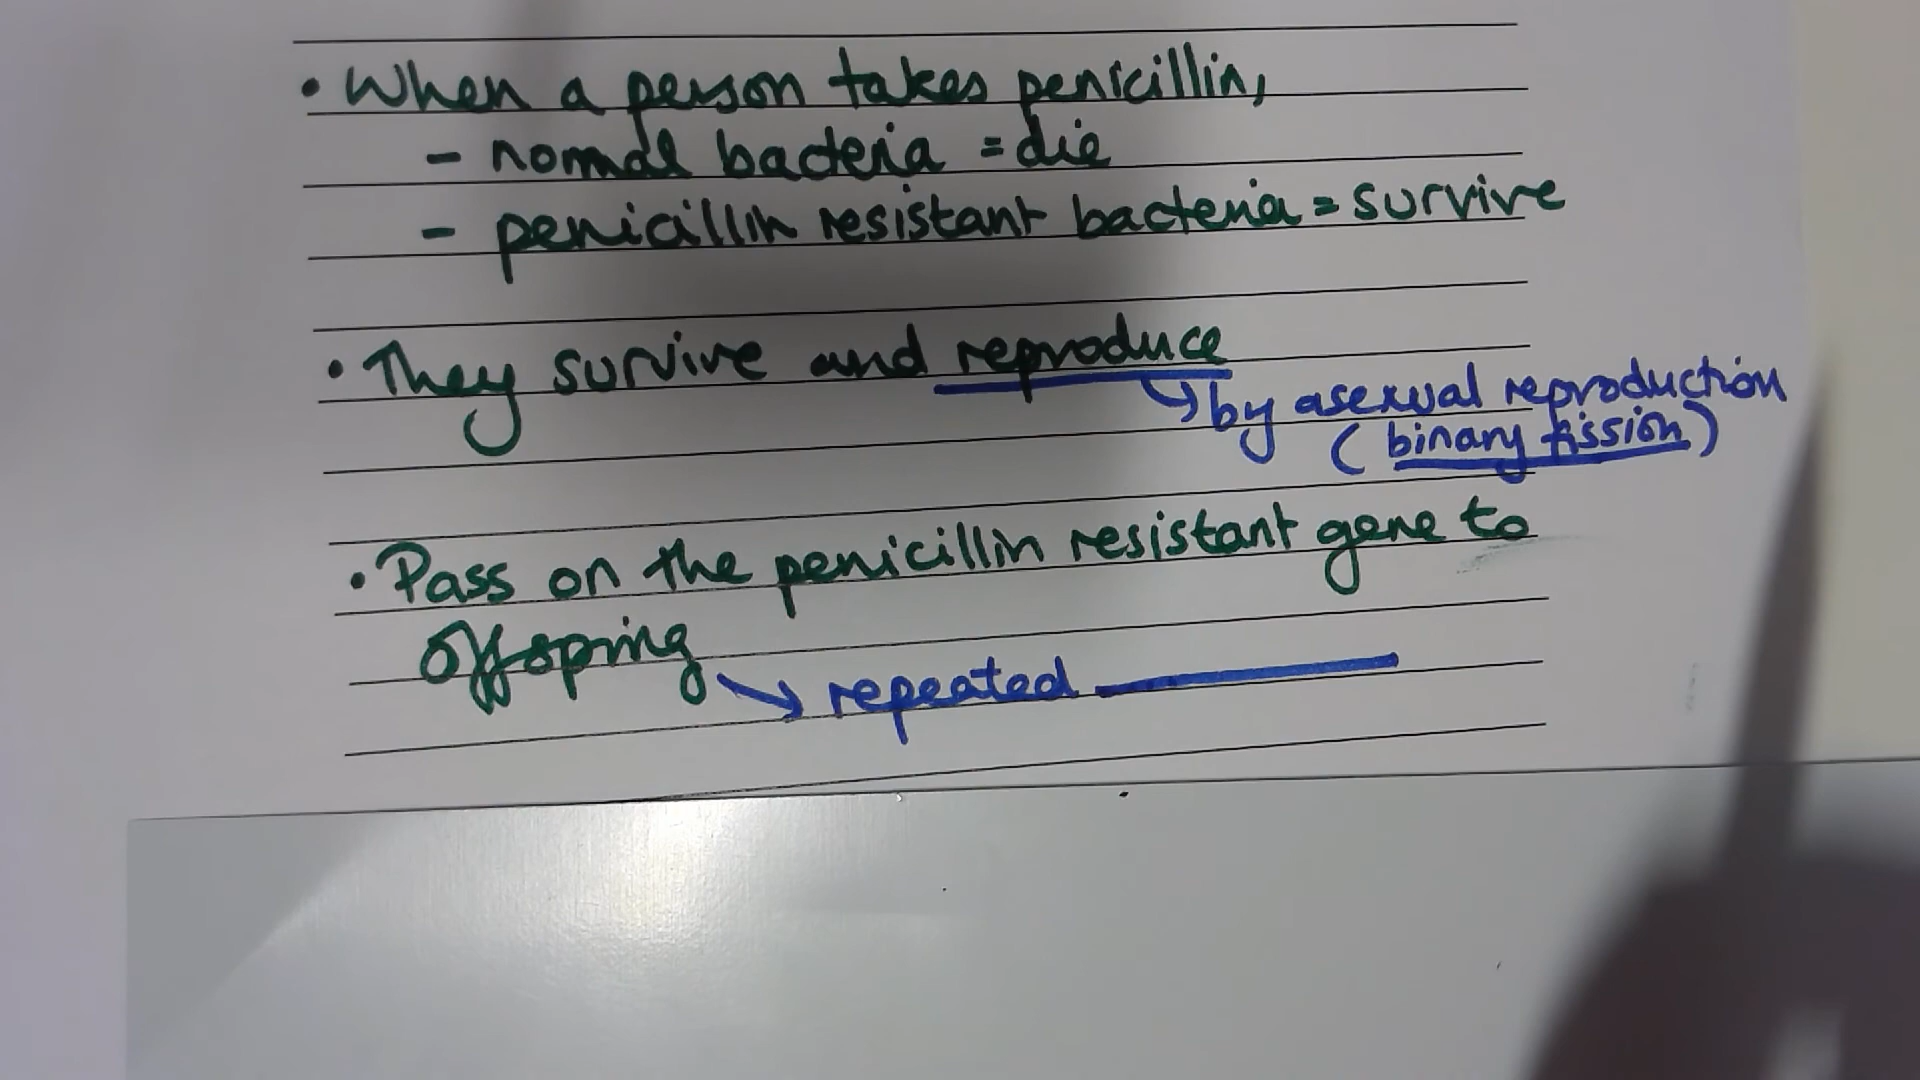 • When a person takes penicillin,
- normal bacteria = die
- penicillin resistant bacteria = survive
• They survive and reproduce
↳ by asexual reproduction
(binary fission)
• Pass on the penicillin resistant gene to
offspring
→ repeated